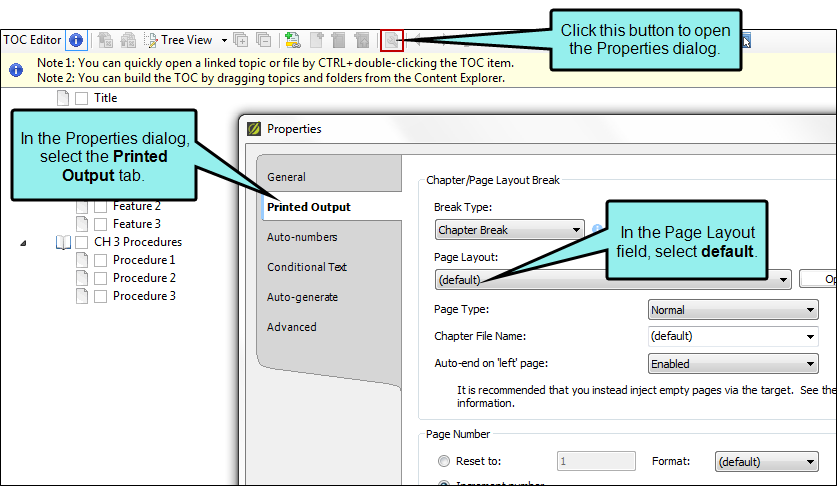 Click this button to open
the Properties dialog.
TOC Editor
Tree View
Note 1: You can quickly open a linked topic or file by CTRL+double-clicking the TOC item.
Note 2: You can build the TOC by dragging topics and folders from the Content Explorer.
Title
In the Properties dialog,
select the Printed
Output tab.
Feature 2
Feature 3
CH 3 Procedures
Procedure 1
Procedure 2
Procedure 3
Properties
General
Printed Output
Auto-numbers
Conditional Text
Auto-generate
Advanced
Chapter/Page Layout Break
Break Type:
Chapter Break
In the Page Layout
field, select default.
Page Layout:
(default)
Op
Page Type:
Normal
Chapter File Name:
(default)
Auto-end on 'left' page:
Enabled
It is recommended that you instead inject empty pages via the target. See the
information.
Page Number
Reset to:
1
Format:
(default)
Increment number